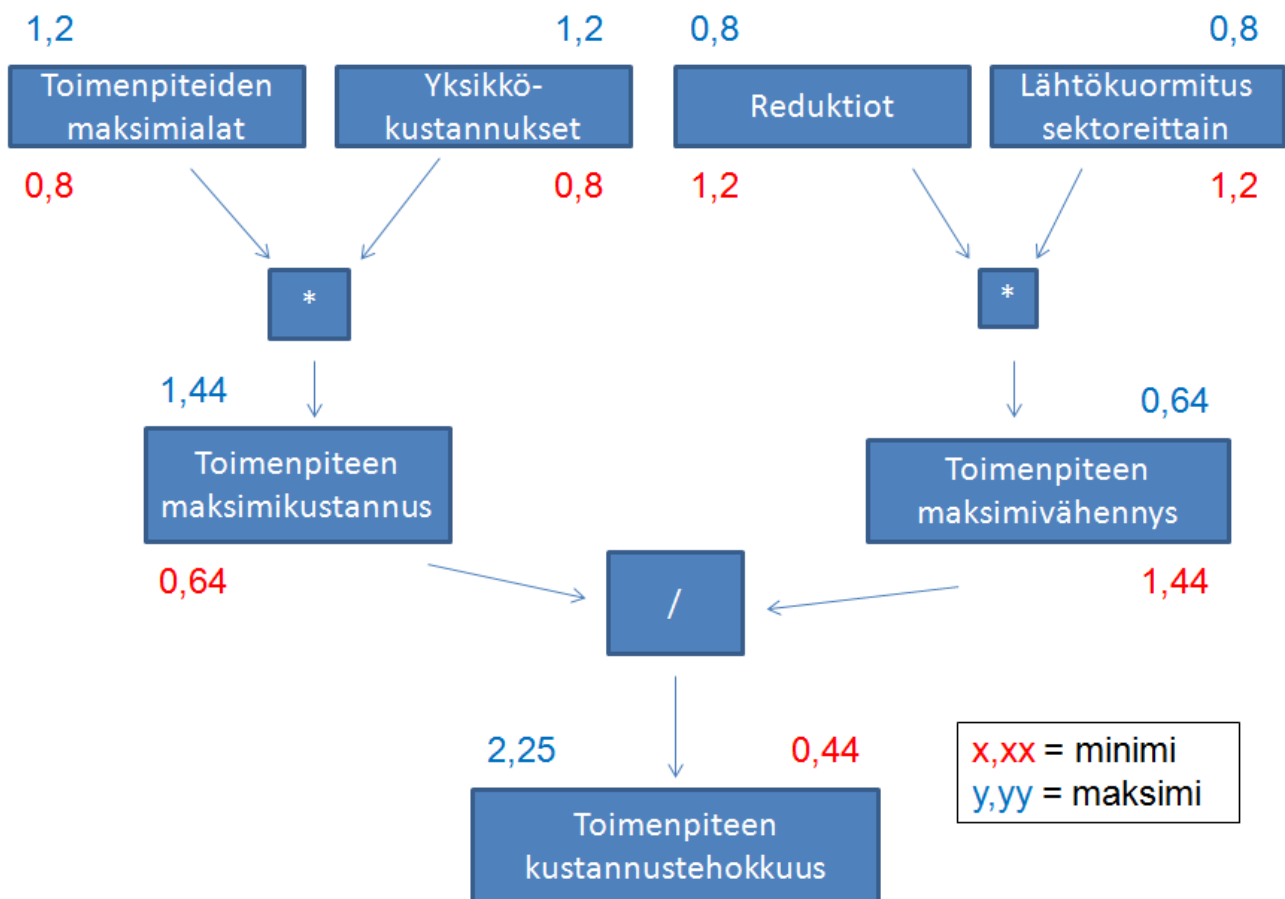 1,2
1,2
0,8
0,8
Toimenpiteiden
maksimialat
Yksikkö-
kustannukset
Reduktiot
Lähtökuormitus
sektoreittain
0,8
0,8
1,2
1,2
*
*
1,44
0,64
Toimenpiteen
maksimikustannus
Toimenpiteen
maksimivähennys
0,64
1,44
/
2,25
0,44
x,xx = minimi
y,yy = maksimi
Toimenpiteen
kustannustehokkuus